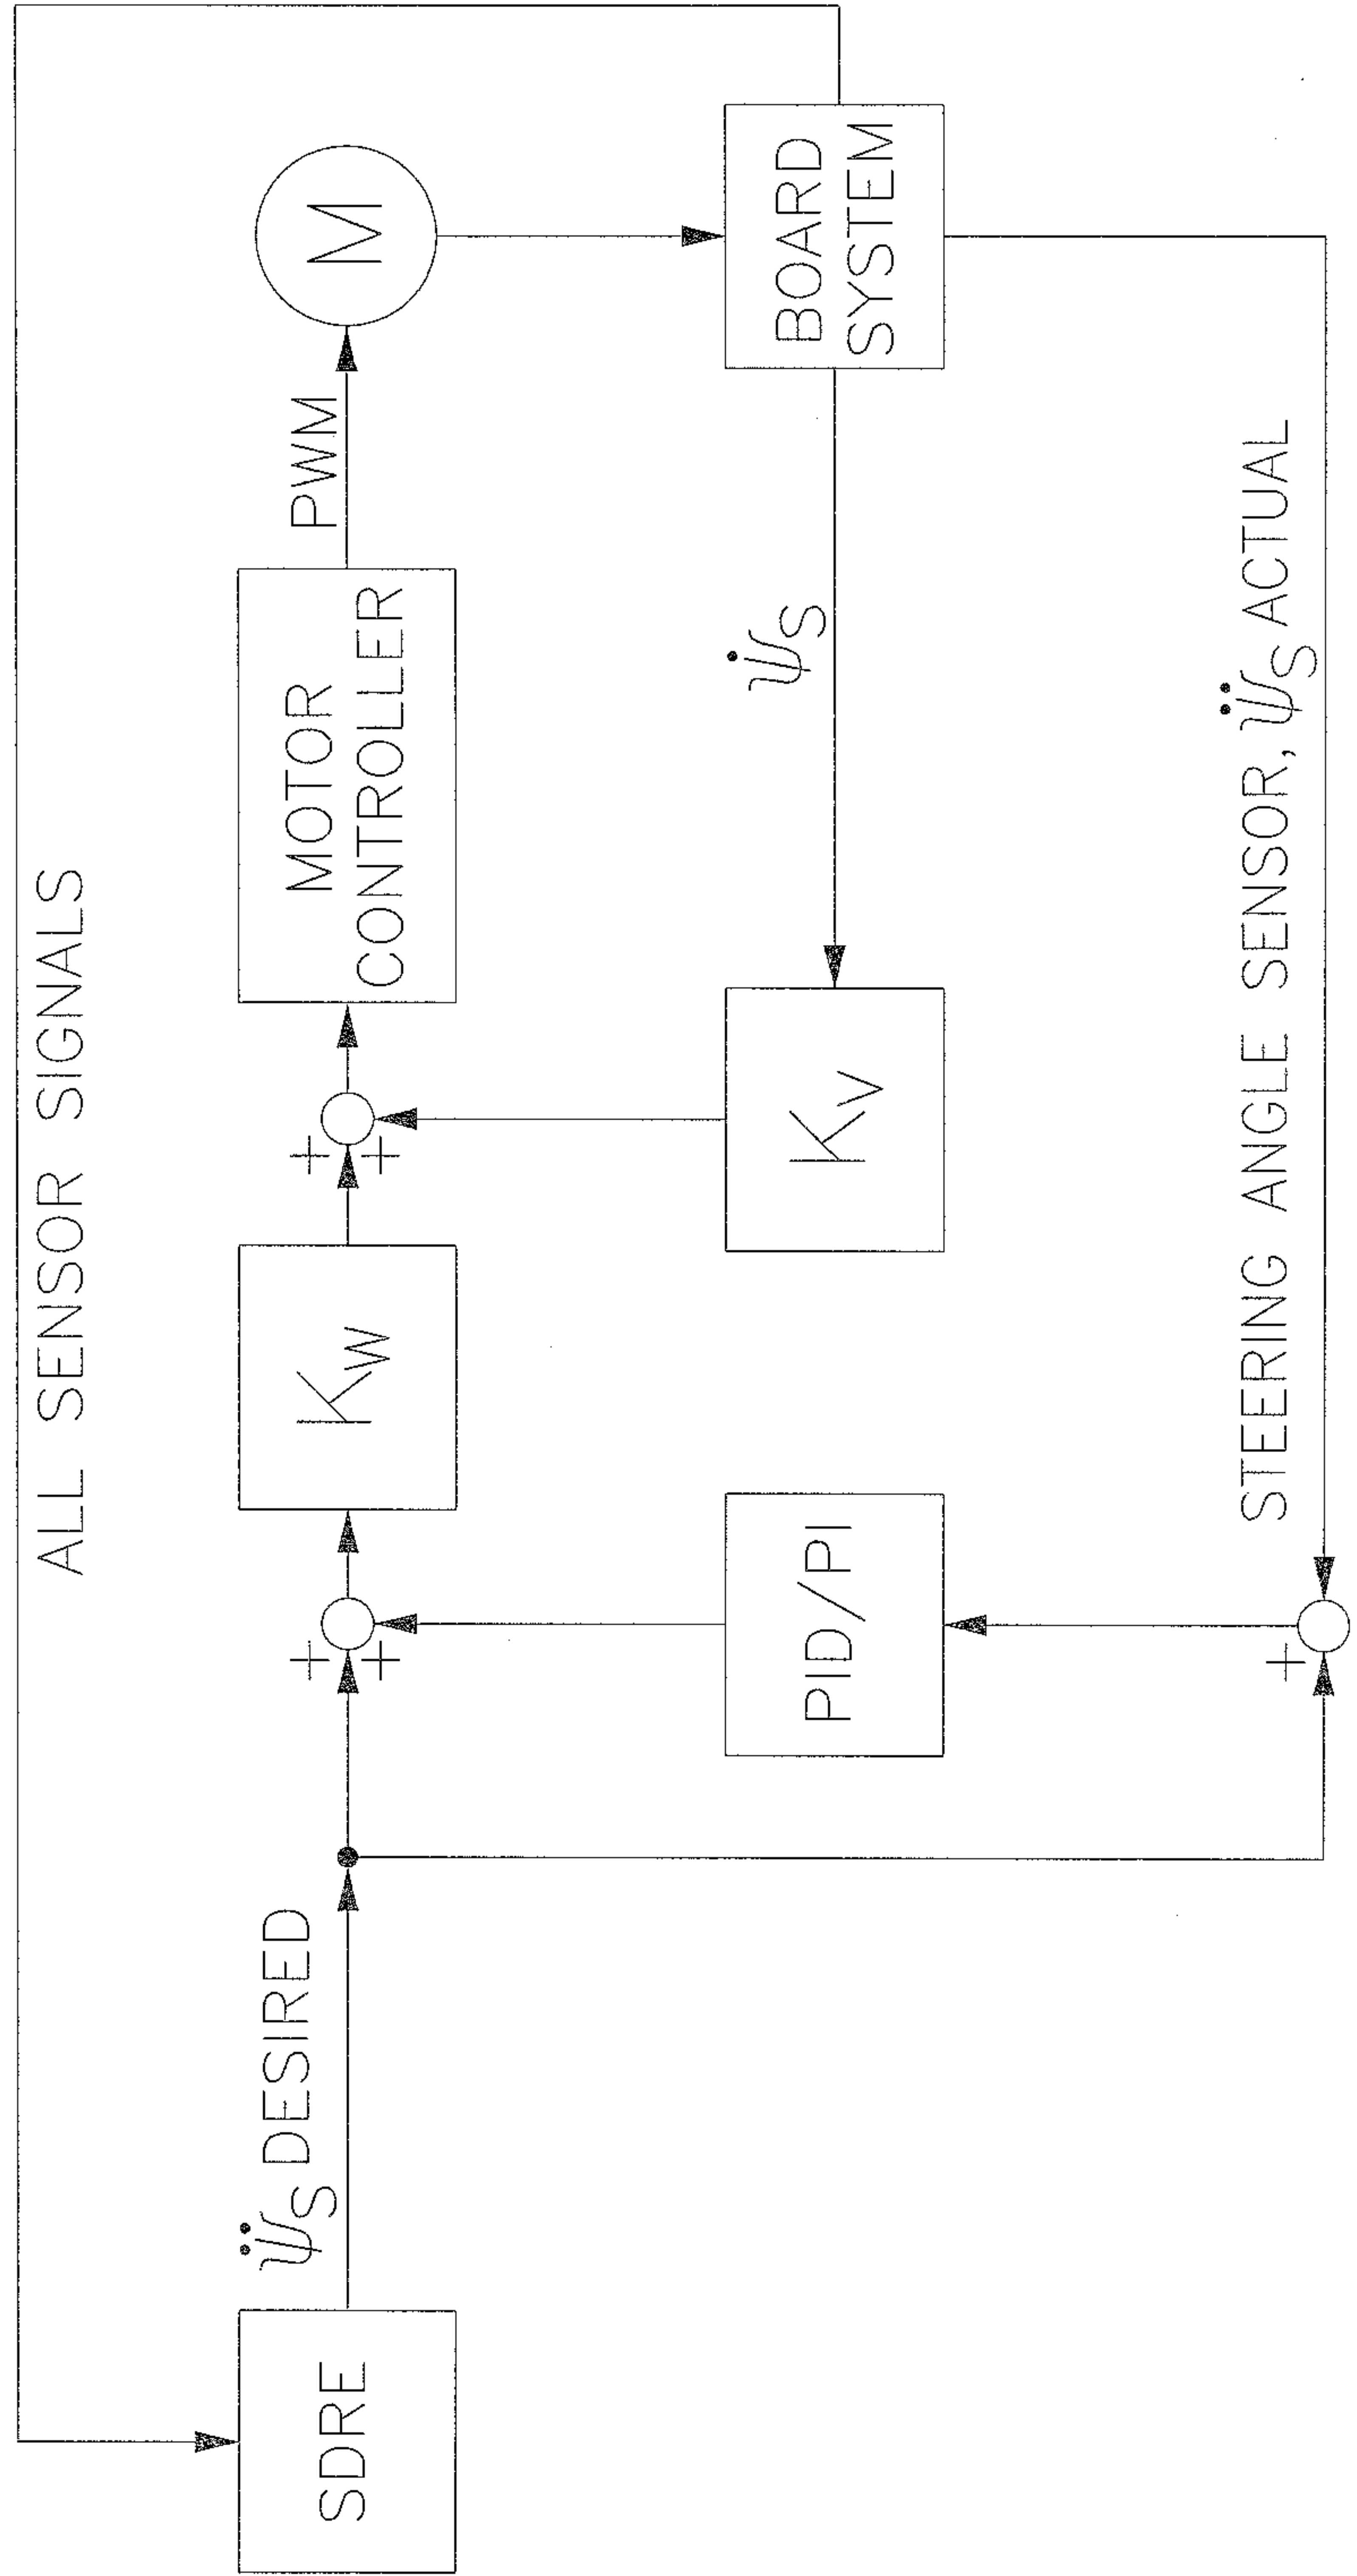 ALL SENSOR SIGNALS
SDRE
ψ̈S DESIRED
+
+
KW
+
+
MOTOR
CONTROLLER
PWM
M
PID/PI
KV
ψ̇S
BOARD
SYSTEM
+
STEERING ANGLE SENSOR, ψ̈S ACTUAL